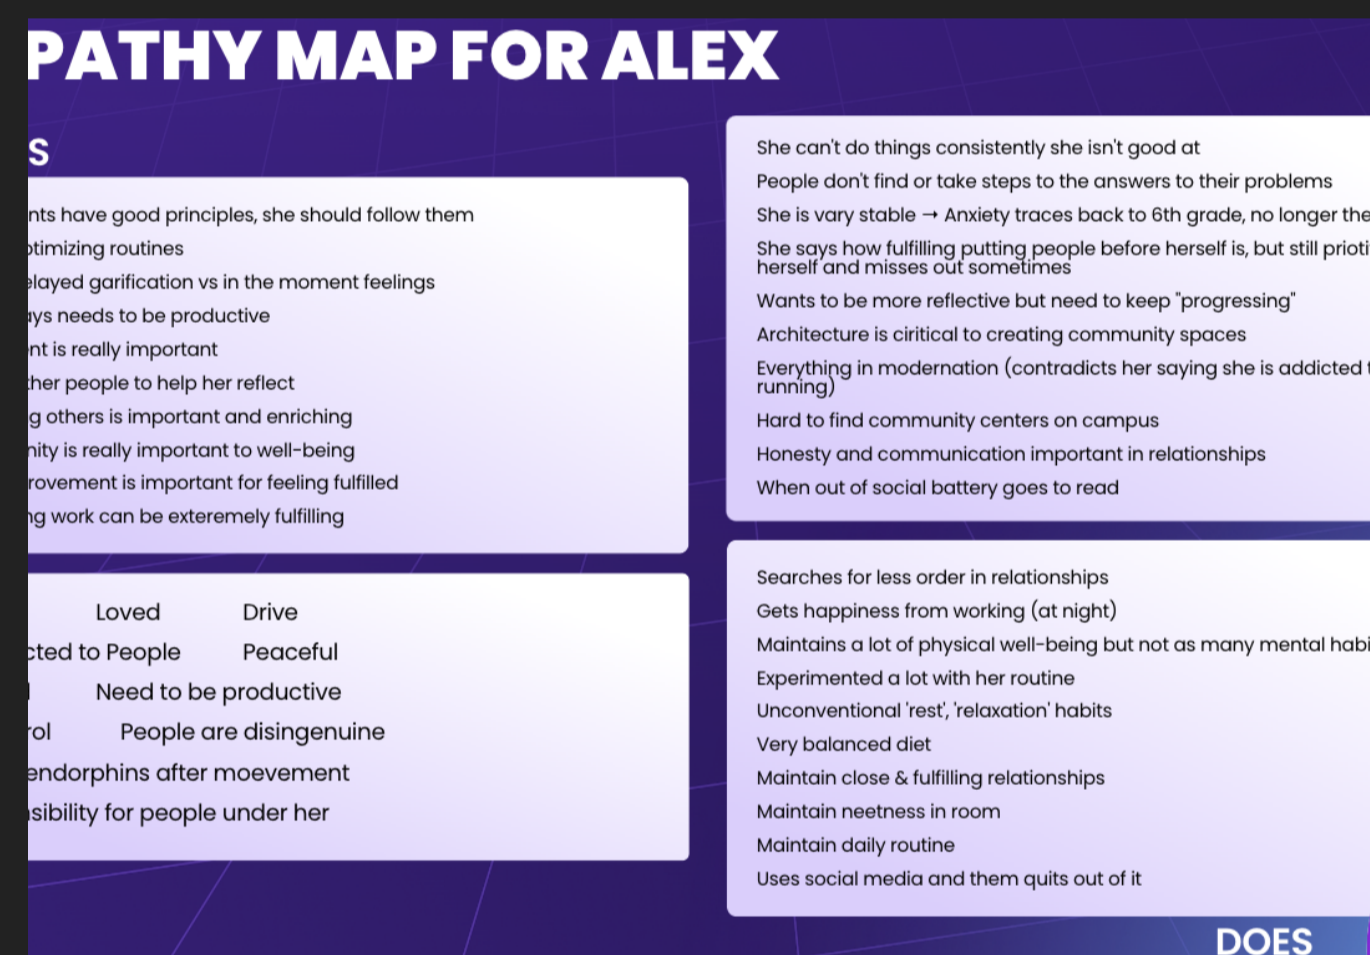 PATHY MAP FOR ALEX
S
nts have good principles, she should follow them
timizing routines
elayed garification vs in the moment feelings
ays needs to be productive
nt is really important
ther people to help her reflect
g others is important and enriching
nity is really important to well-being
rovement is important for feeling fulfilled
ng work can be exteremely fulfilling
Loved Drive
cted to People Peaceful
Need to be productive
rol People are disingenuine
endorphins after moevement
sibility for people under her
She can't do things consistently she isn't good at
People don't find or take steps to the answers to their problems
She is vary stable → Anxiety traces back to 6th grade, no longer the
She says how fulfilling putting people before herself is, but still prioti
herself and misses out sometimes
Wants to be more reflective but need to keep "progressing"
Architecture is ciritical to creating community spaces
Everything in modernation (contradicts her saying she is addicted t
running)
Hard to find community centers on campus
Honesty and communication important in relationships
When out of social battery goes to read
Searches for less order in relationships
Gets happiness from working (at night)
Maintains a lot of physical well-being but not as many mental habi
Experimented a lot with her routine
Unconventional 'rest', 'relaxation' habits
Very balanced diet
Maintain close & fulfilling relationships
Maintain neetness in room
Maintain daily routine
Uses social media and them quits out of it
DOES